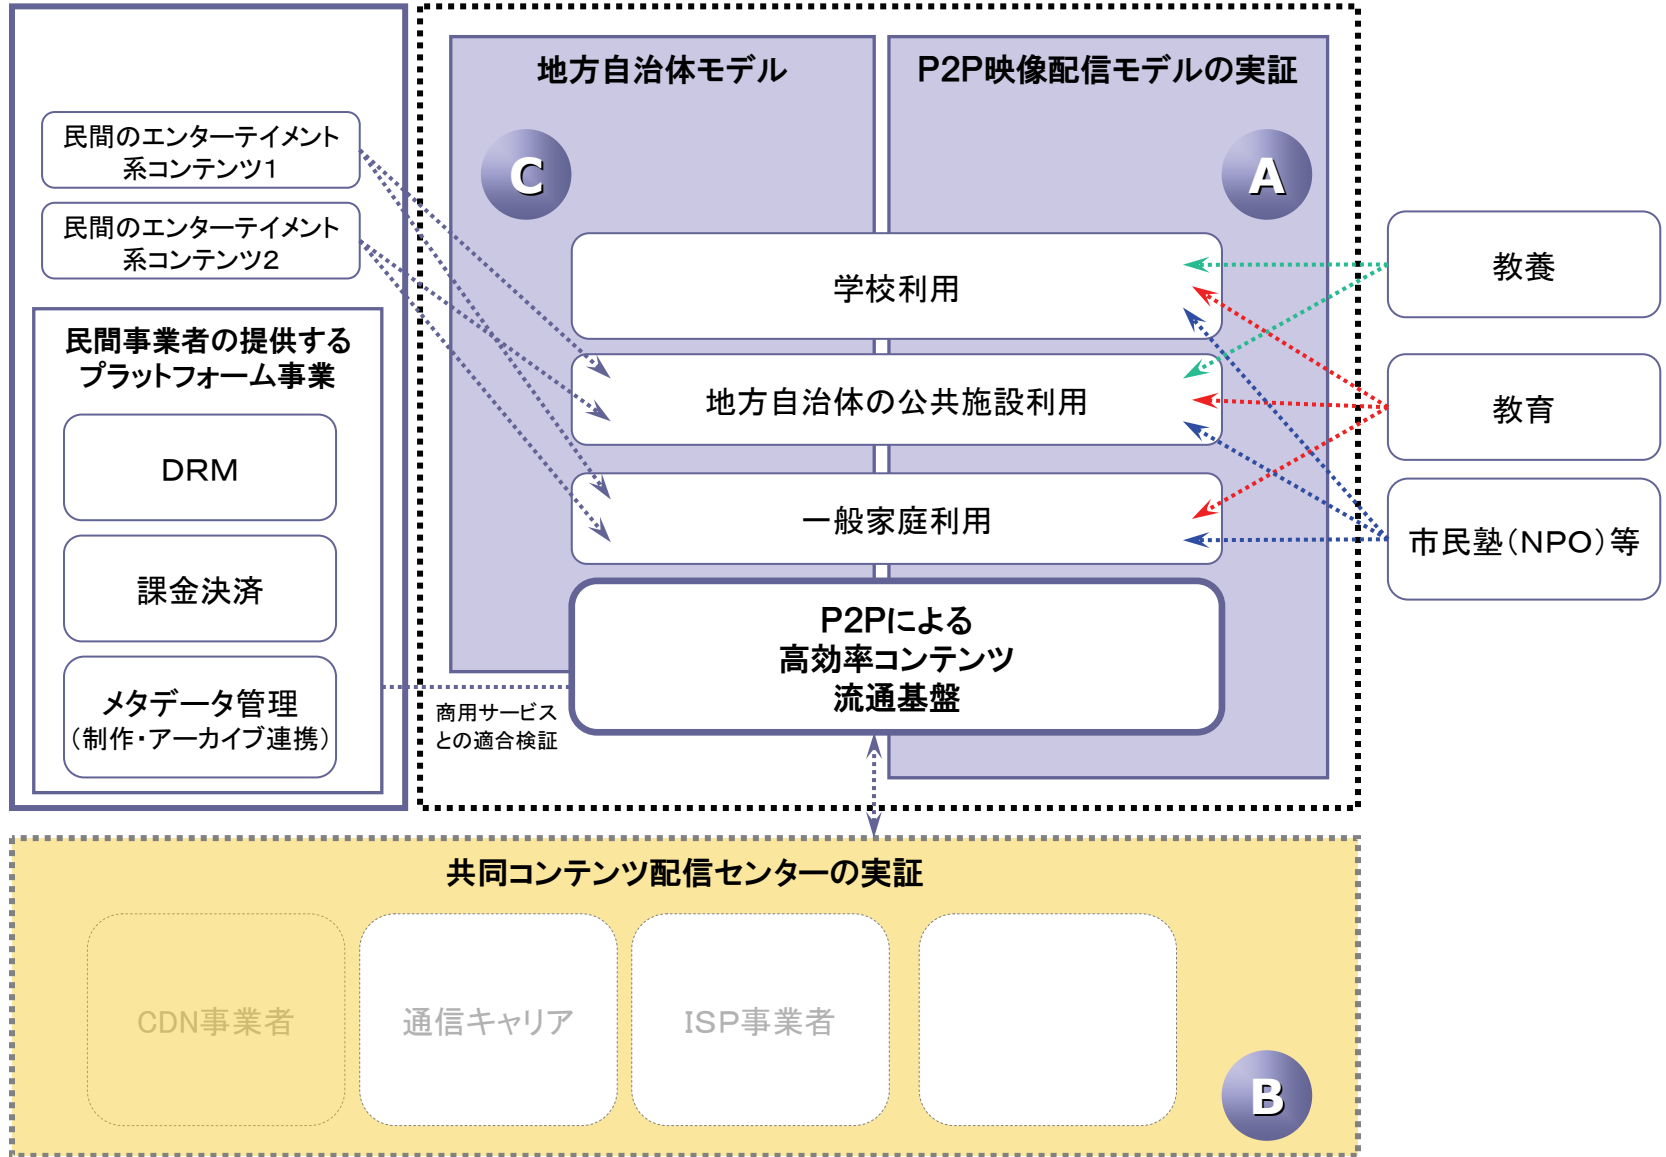 地方自治体モデル
P2P映像配信モデルの実証
民間のエンターテイメント
系コンテンツ1
C
A
民間のエンターテイメント
系コンテンツ2
学校利用
教養
民間事業者の提供する
プラットフォーム事業
地方自治体の公共施設利用
教育
DRM
一般家庭利用
市民塾(NPO)等
課金決済
P2Pによる
高効率コンテンツ
流通基盤
メタデータ管理
(制作・アーカイブ連携)
商用サービス
との適合検証
共同コンテンツ配信センターの実証
CDN事業者
通信キャリア
ISP事業者
B